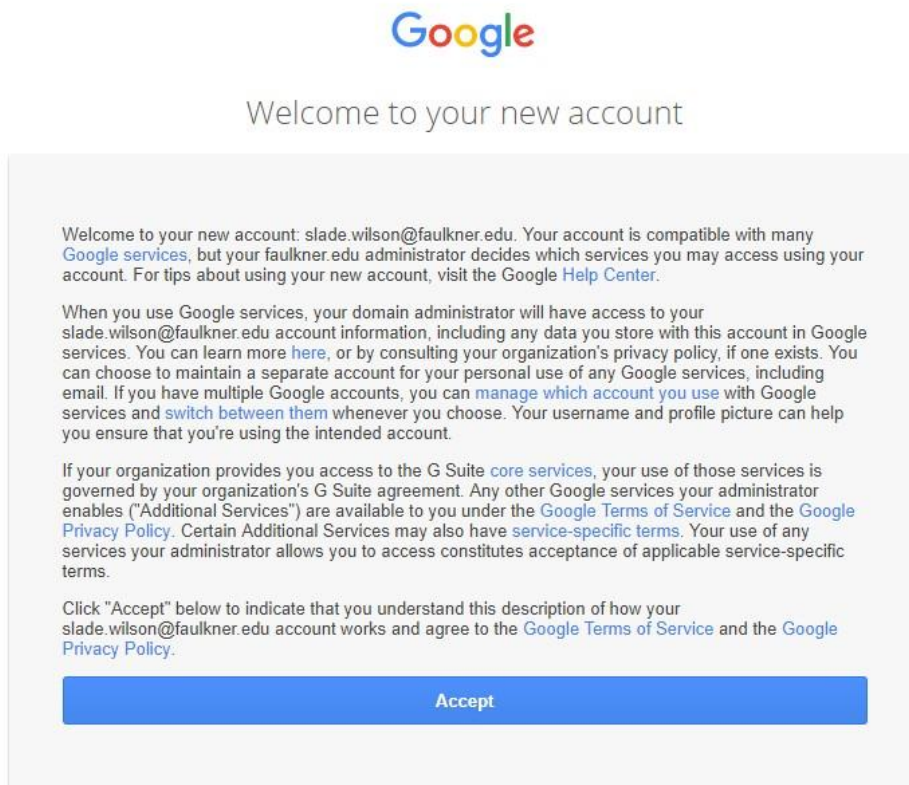 Google
Welcome to your new account
Welcome to your new account: slade.wilson@faulkner.edu. Your account is compatible with many
Google services, but your faulkner.edu administrator decides which services you may access using your
account. For tips about using your new account, visit the Google Help Center.
When you use Google services, your domain administrator will have access to your
slade.wilson@faulkner.edu account information, including any data you store with this account in Google
services. You can learn more here, or by consulting your organization's privacy policy, if one exists. You
can choose to maintain a separate account for your personal use of any Google services, including
email. If you have multiple Google accounts, you can manage which account you use with Google
services and switch between them whenever you choose. Your username and profile picture can help
you ensure that you're using the intended account.
If your organization provides you access to the G Suite core services, your use of those services is
governed by your organization's G Suite agreement. Any other Google services your administrator
enables ("Additional Services") are available to you under the Google Terms of Service and the Google
Privacy Policy. Certain Additional Services may also have service-specific terms. Your use of any
services your administrator allows you to access constitutes acceptance of applicable service-specific
terms.
Click "Accept" below to indicate that you understand this description of how your
slade.wilson@faulkner.edu account works and agree to the Google Terms of Service and the Google
Privacy Policy.
Accept